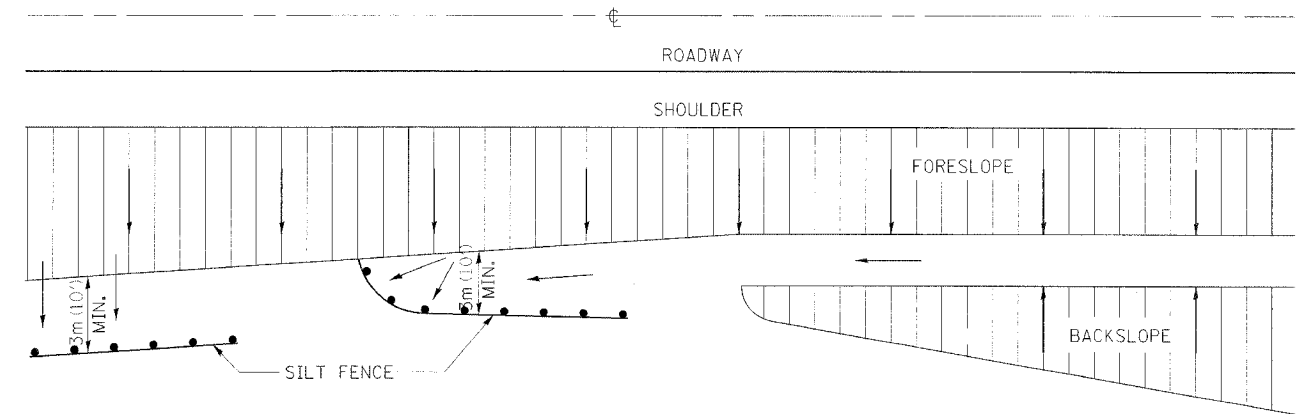 ℄
ROADWAY
SHOULDER
FORESLOPE
3m (10')
MIN.
3m (10')
MIN.
BACKSLOPE
SILT FENCE